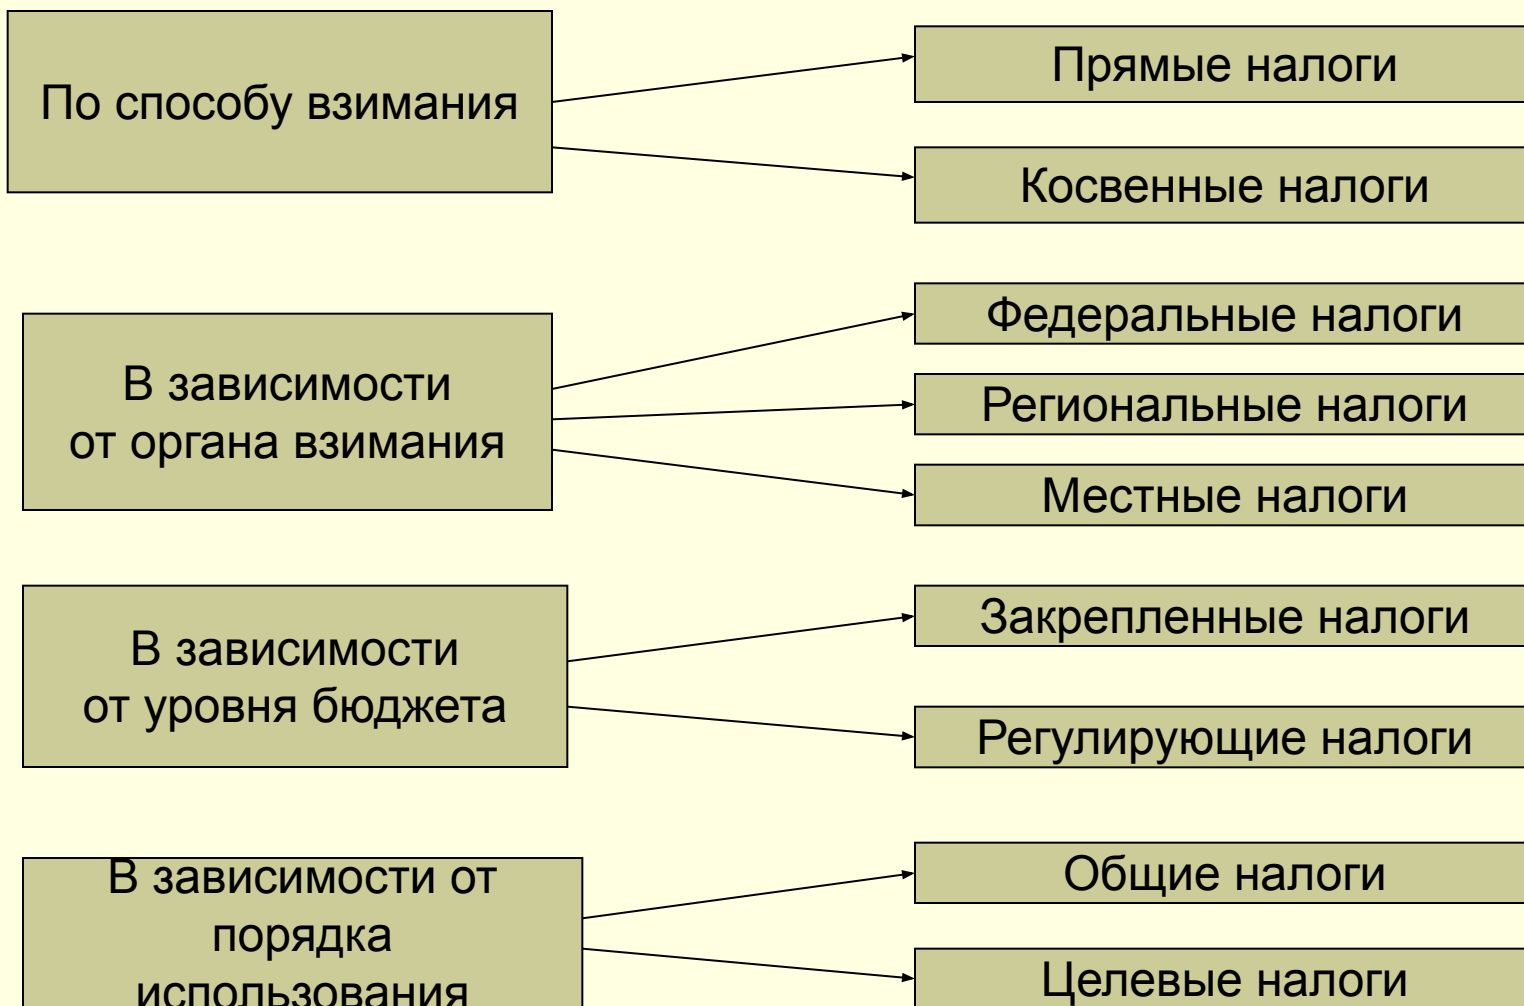 По способу взимания
Прямые налоги
Косвенные налоги
В зависимости
от органа взимания
Федеральные налоги
Региональные налоги
Местные налоги
В зависимости
от уровня бюджета
Закрепленные налоги
Регулирующие налоги
В зависимости от
порядка
использования
Общие налоги
Целевые налоги